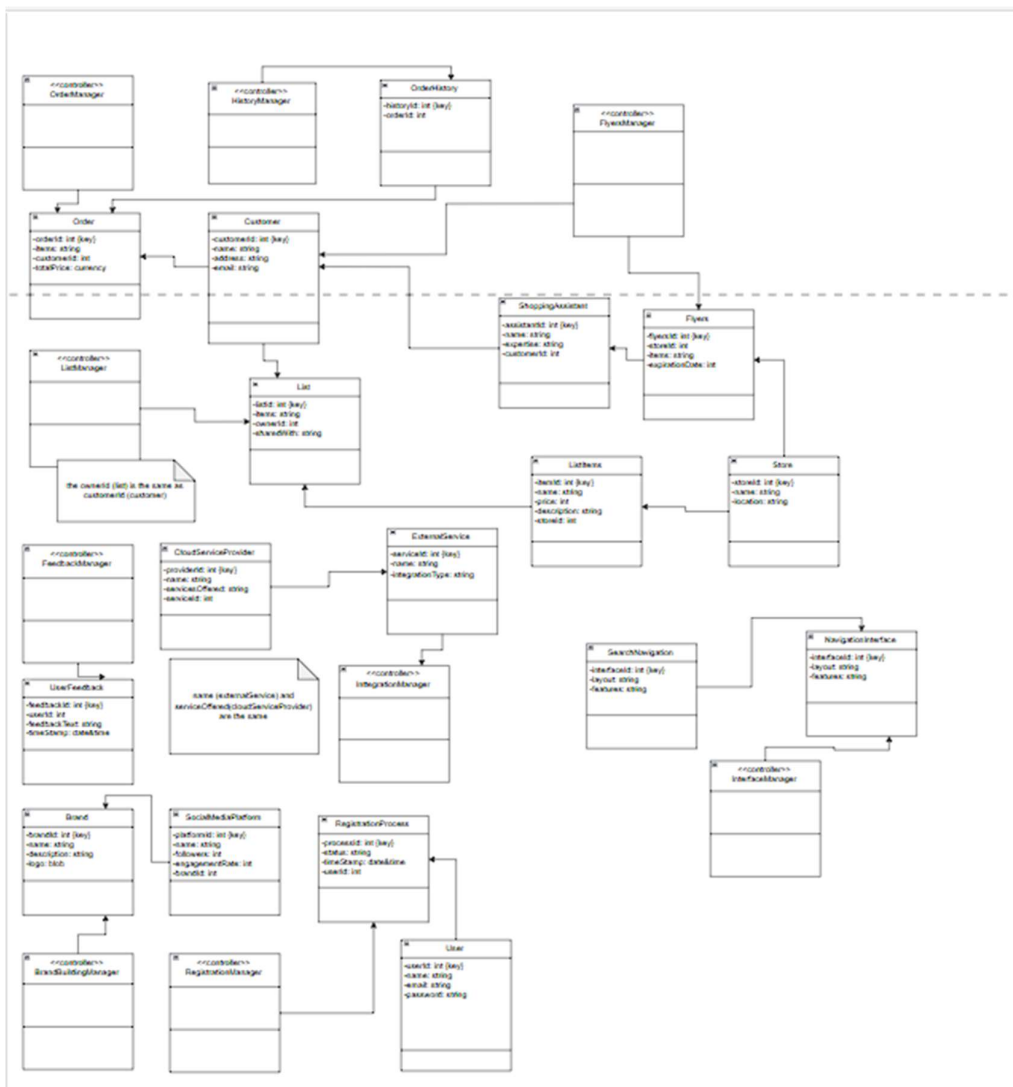 <<controller>>
OrderManager
<<controller>>
HistoryManager
OrderHistory
-historyId: int {key}
-orderId: int
<<controller>>
FlyersManager
Order
-orderId: int {key}
-items: string
-customerId: int
-totalPrice: currency
Customer
-customerId: int {key}
-name: string
-address: string
-email: string
ShoppingAssistant
-assistantId: int {key}
-name: string
-expertise: string
-customerId: int
Flyers
-flyersId: int {key}
-storeId: int
-items: string
-expirationDate: int
<<controller>>
ListManager
List
-listId: int {key}
-items: string
-ownerId: int
-sharedWith: string
the ownerId (list) is the same as
customerId (customer)
ListItems
-itemId: int {key}
-name: string
-price: int
-description: string
-storeId: int
Store
-storeId: int {key}
-name: string
-location: string
<<controller>>
FeedbackManager
CloudServiceProvider
-providerId: int {key}
-name: string
-servicesOffered: string
-serviceId: int
ExternalService
-serviceId: int {key}
-name: string
-integrationType: string
UserFeedback
-feedbackId: int {key}
-userId: int
-feedbackText: string
-timeStamp: date&time
name (externalService) and
serviceOffered(cloudServiceProvider)
are the same
<<controller>>
IntegrationManager
SearchNavigation
-interfaceId: int {key}
-layout: string
-features: string
NavigationInterface
-interfaceId: int {key}
-layout: string
-features: string
<<controller>>
InterfaceManager
Brand
-brandId: int {key}
-name: string
-description: string
-logo: blob
SocialMediaPlatform
-platformId: int {key}
-name: string
-followers: int
-engagementRate: int
-brandId: int
RegistrationProcess
-processId: int {key}
-status: string
-timeStamp: date&time
-userId: int
<<controller>>
BrandBuildingManager
<<controller>>
RegistrationManager
User
-userId: int {key}
-name: string
-email: string
-password: string